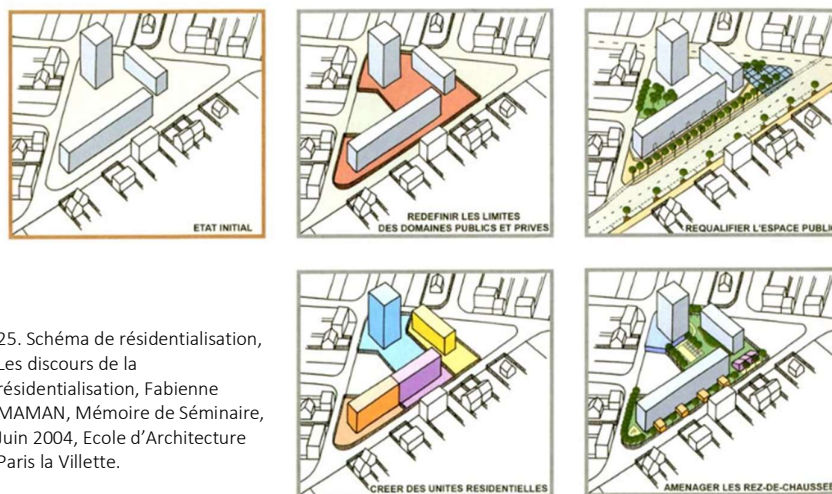 ETAT INITIAL
REDEFINIR LES LIMITES
DES DOMAINES PUBLICS ET PRIVES
REQUALIFIER L'ESPACE PUBLIC
25. Schéma de résidentialisation,
Les discours de la
résidentialisation, Fabienne
MAMAN, Mémoire de Séminaire,
Juin 2004, Ecole d'Architecture
Paris la Villette.
CREER DES UNITES RESIDENTIELLES
AMENAGER LES REZ-DE-CHAUSSEE